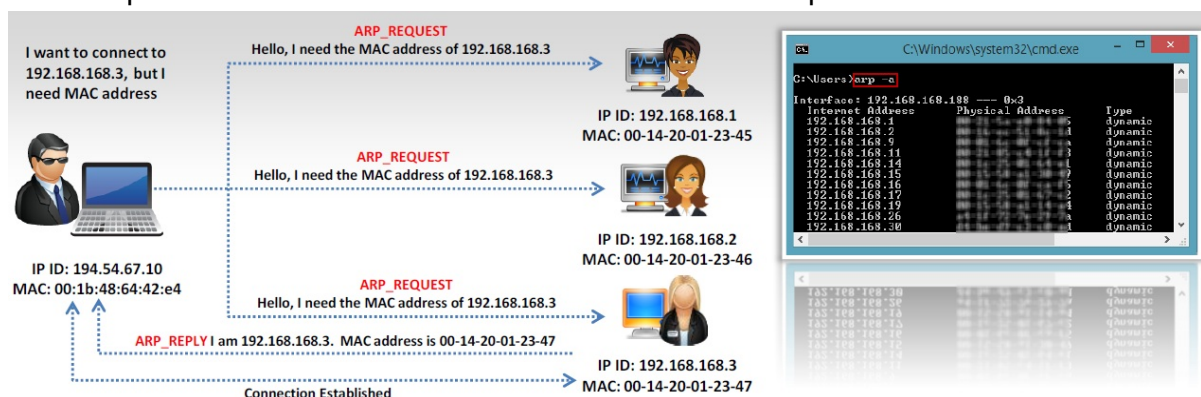 ARP_REQUEST
Hello, I need the MAC address of 192.168.168.3
I want to connect to
192.168.168.3, but I
need MAC address
IP ID: 192.168.168.1
MAC: 00-14-20-01-23-45
ARP_REQUEST
Hello, I need the MAC address of 192.168.168.3
IP ID: 192.168.168.2
MAC: 00-14-20-01-23-46
IP ID: 194.54.67.10
MAC: 00:1b:48:64:42:e4
ARP_REQUEST
Hello, I need the MAC address of 192.168.168.3
ARP_REPLY I am 192.168.168.3. MAC address is 00-14-20-01-23-47
IP ID: 192.168.168.3
MAC: 00-14-20-01-23-47
Connection Established
C:\Windows\system32\cmd.exe
C:\Users>arp -a
Interface: 192.168.168.188 --- 0x3
Internet Address Physical Address Type
192.168.168.1 dynamic
192.168.168.2 dynamic
192.168.168.9 dynamic
192.168.168.11 dynamic
192.168.168.14 dynamic
192.168.168.15 dynamic
192.168.168.16 dynamic
192.168.168.17 dynamic
192.168.168.19 dynamic
192.168.168.26 dynamic
192.168.168.30 dynamic